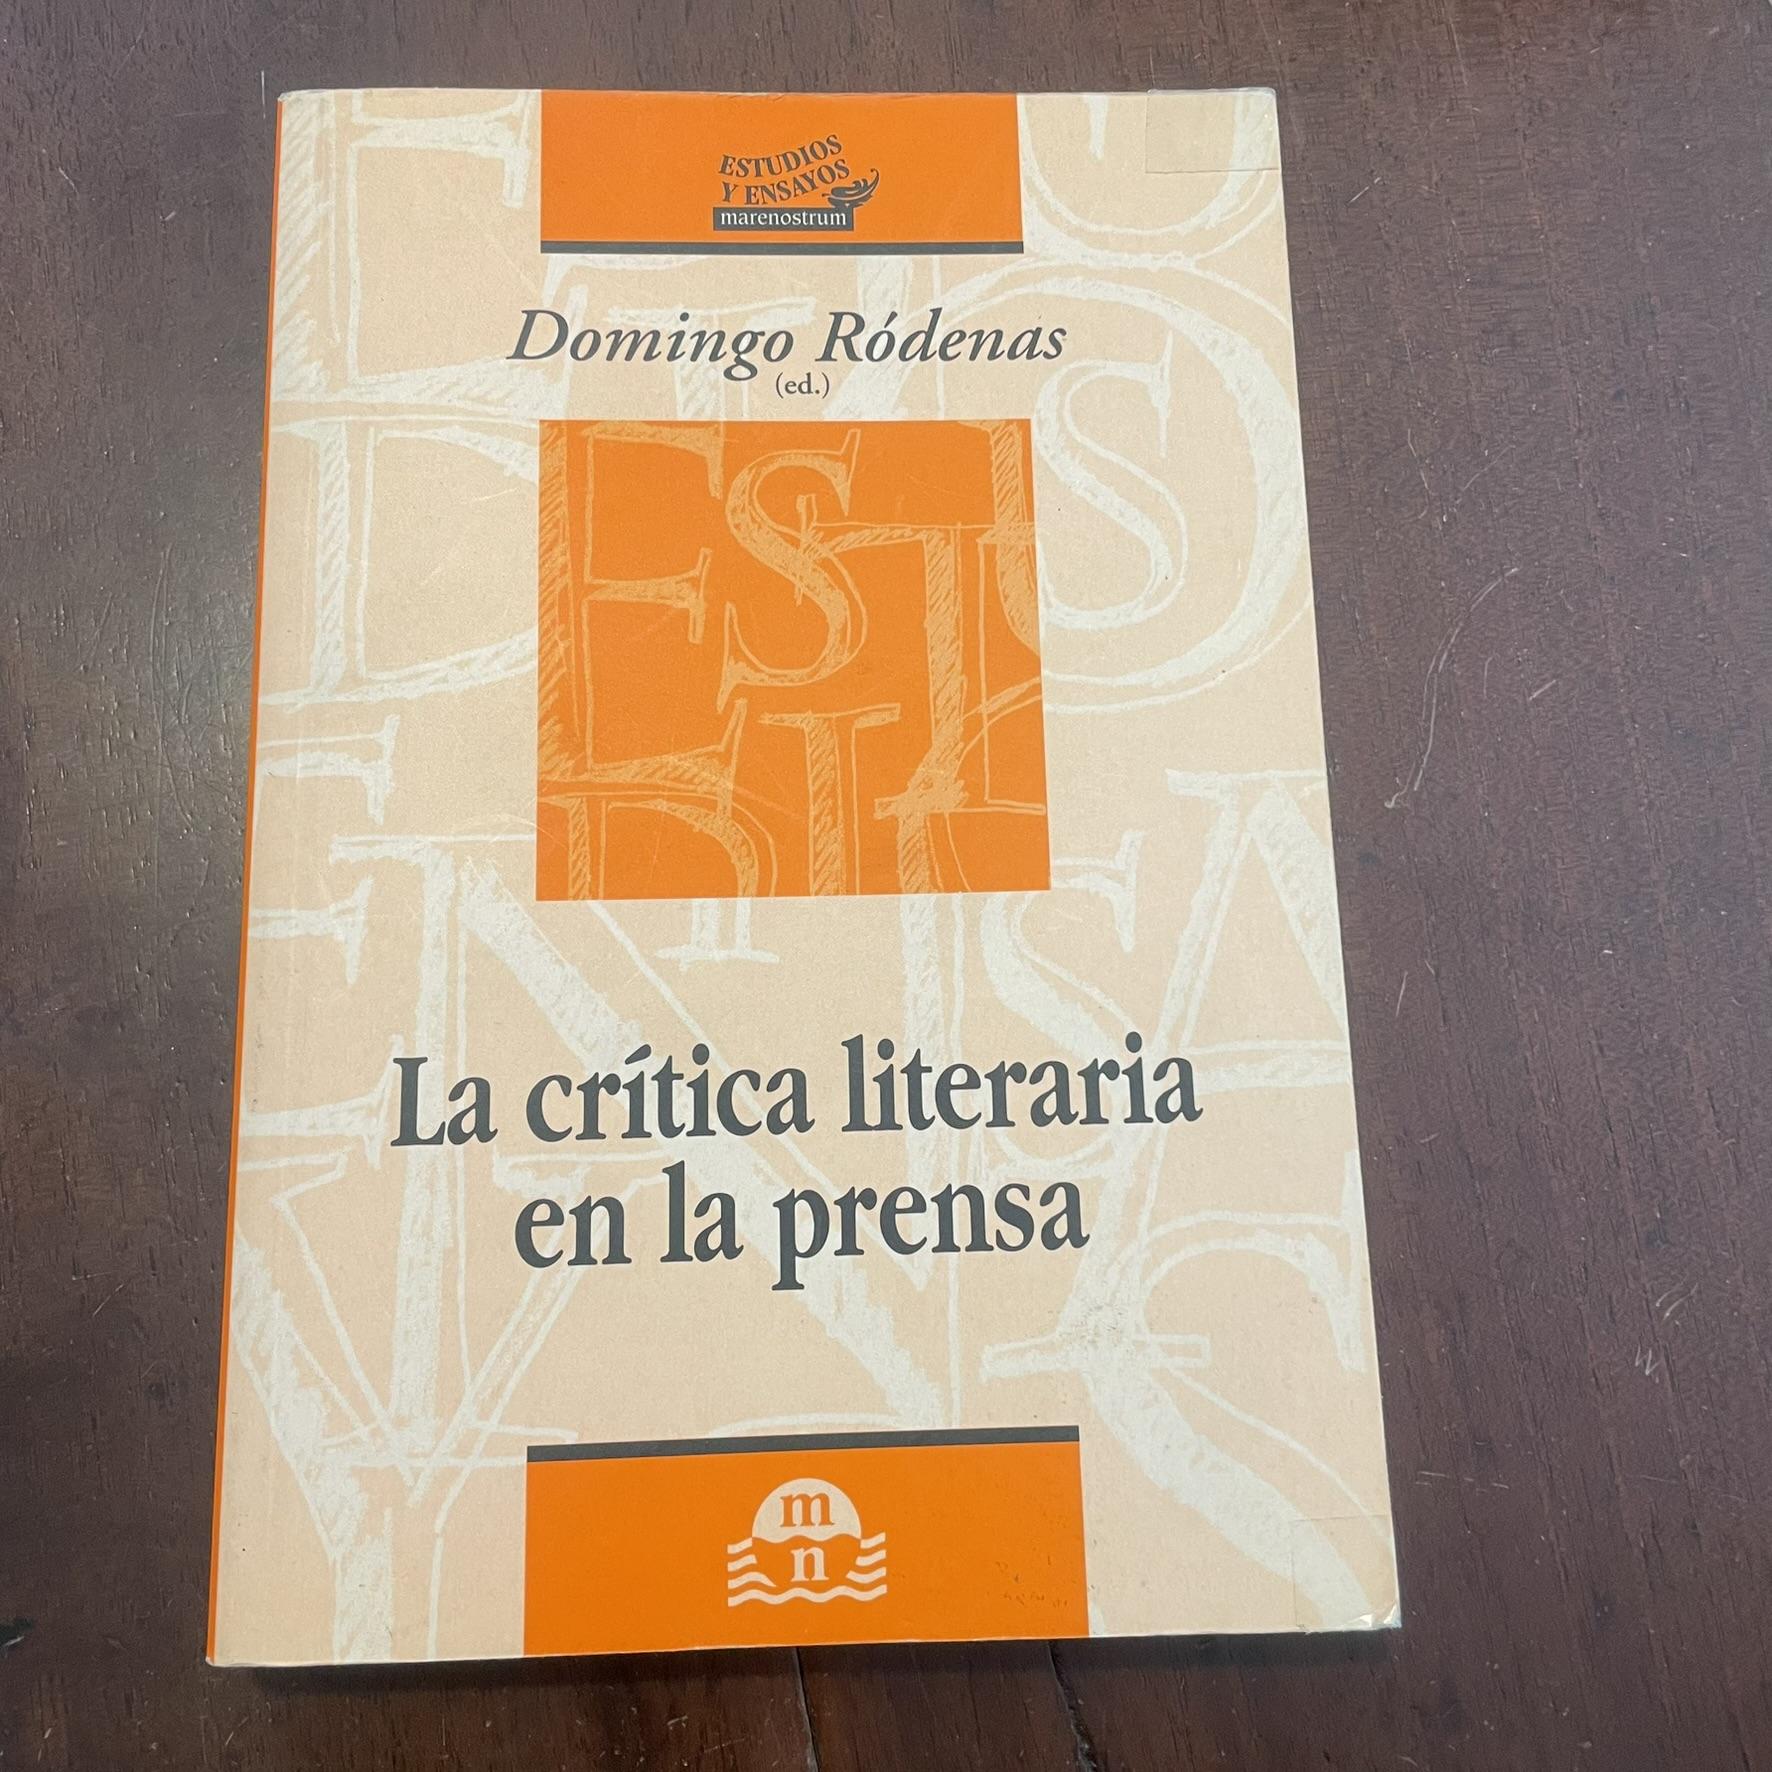 ESTUDIOS
Y ENSAYOS
marenostrum
Domingo Ródenas
(ed.)
La crítica literaria
en la prensa
m
n